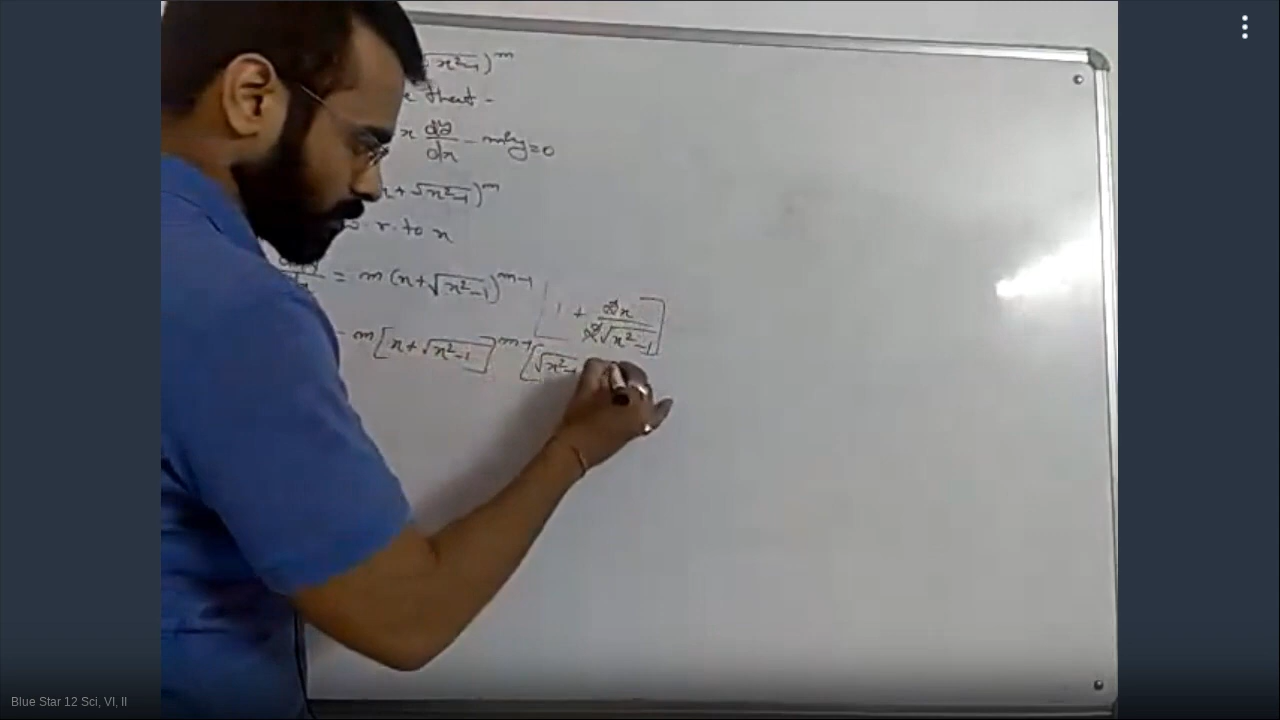 √x²-1)^m
that -
x dy/dx - m²y=0
x+√x²-1)^m
w. r. to x
= m(x+√x²-1)^m-1 [1 + 2x/2√x²-1]
= m[x+√x²-1]^m-1 [√x²-1
Blue Star 12 Sci, VI, II